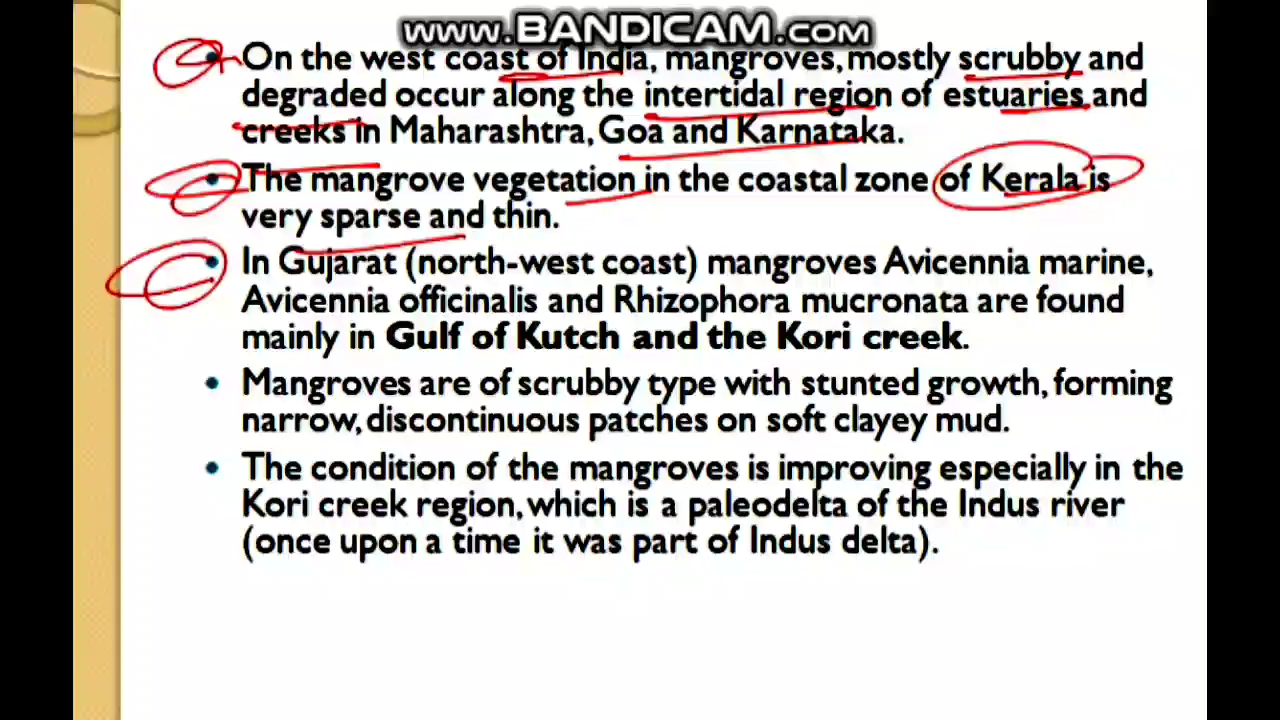 www.BANDICAM.com
• On the west coast of India, mangroves, mostly scrubby and
degraded occur along the intertidal region of estuaries and
creeks in Maharashtra, Goa and Karnataka.
• The mangrove vegetation in the coastal zone of Kerala is
very sparse and thin.
• In Gujarat (north-west coast) mangroves Avicennia marine,
Avicennia officinalis and Rhizophora mucronata are found
mainly in Gulf of Kutch and the Kori creek.
• Mangroves are of scrubby type with stunted growth, forming
narrow, discontinuous patches on soft clayey mud.
• The condition of the mangroves is improving especially in the
Kori creek region, which is a paleodelta of the Indus river
(once upon a time it was part of Indus delta).